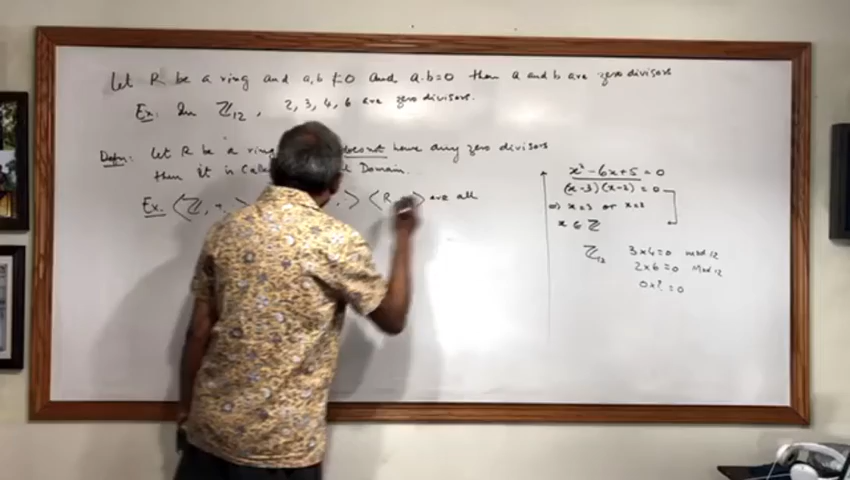 Let R be a ring and a,b ≠ 0 and a·b=0 then a and b are zero divisors
Ex: In ℤ₁₂, 2, 3, 4, 6 are zero divisors.
Defn: Let R be a ring does not have any zero divisors
then it is Domain.
Ex. ⟨ℤ, +, ⟩ ⟨R are all
x² - 6x + 5 = 0
(x-3)(x-2) = 0
⇒ x=3 or x=2
x ∈ ℤ
ℤ₁₂ 3×4=0 mod 12
2×6=0 Mod 12
0×? = 0